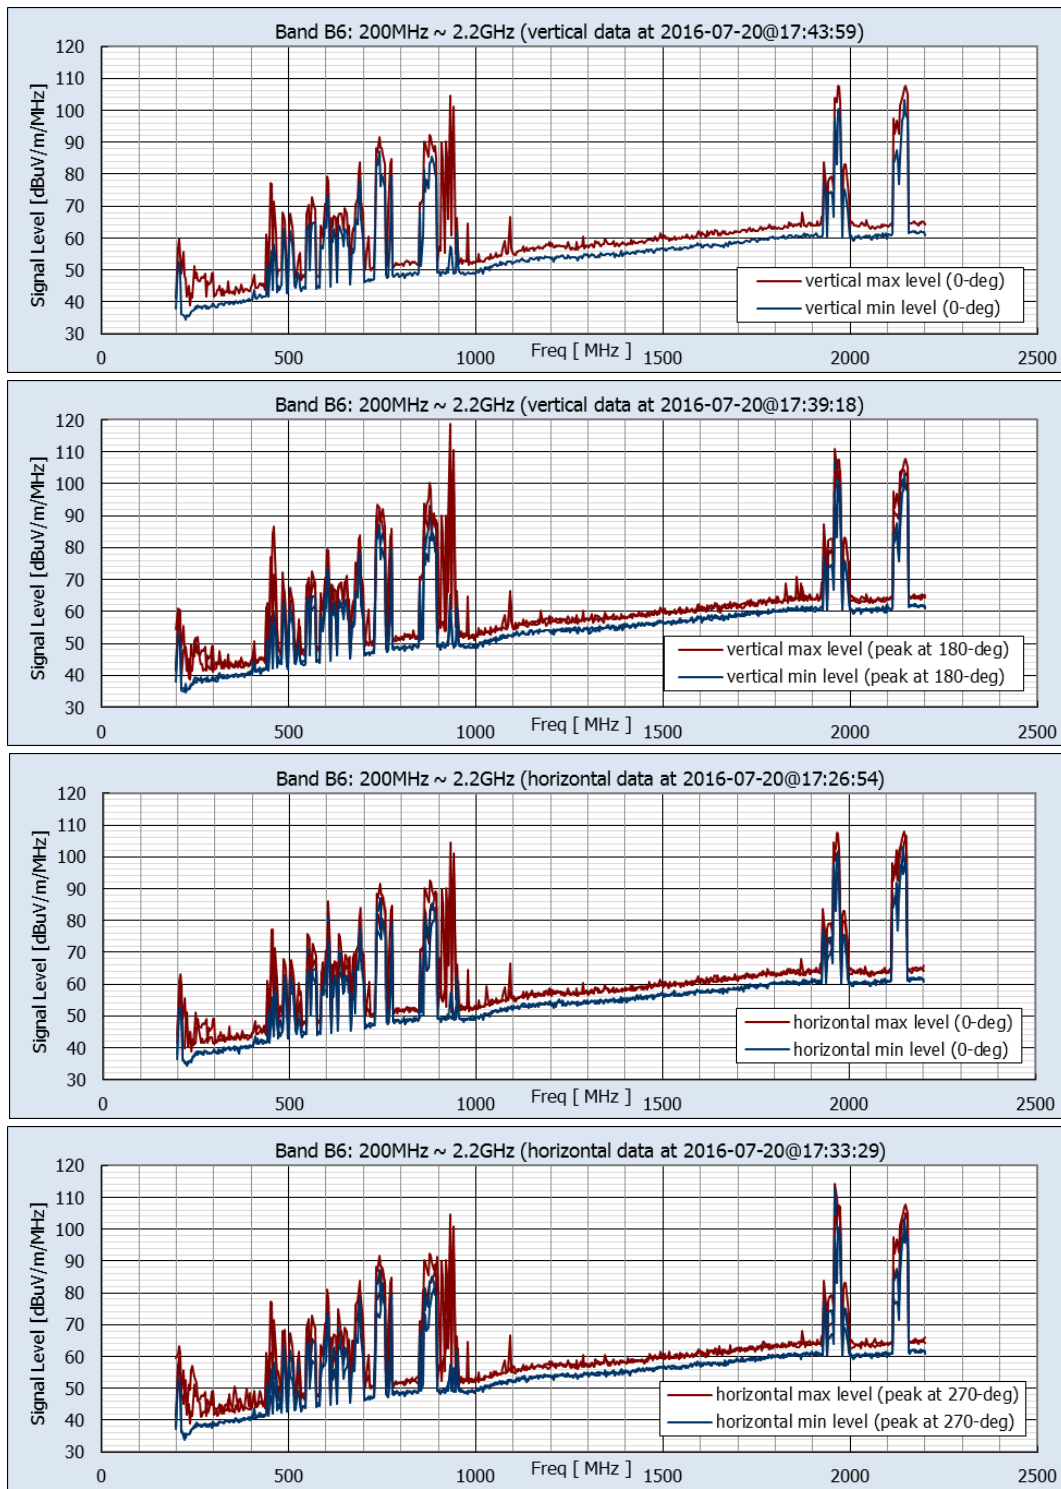 Band B6: 200MHz ~ 2.2GHz (vertical data at 2016-07-20@17:43:59)
Signal Level [dBuV/m/MHz]
120
110
100
90
80
70
60
50
40
30
vertical max level (0-deg)
vertical min level (0-deg)
0 500 1000 1500 2000 2500
Freq [ MHz ]
Band B6: 200MHz ~ 2.2GHz (vertical data at 2016-07-20@17:39:18)
Signal Level [dBuV/m/MHz]
120
110
100
90
80
70
60
50
40
30
vertical max level (peak at 180-deg)
vertical min level (peak at 180-deg)
0 500 1000 1500 2000 2500
Freq [ MHz ]
Band B6: 200MHz ~ 2.2GHz (horizontal data at 2016-07-20@17:26:54)
Signal Level [dBuV/m/MHz]
120
110
100
90
80
70
60
50
40
30
horizontal max level (0-deg)
horizontal min level (0-deg)
0 500 1000 1500 2000 2500
Freq [ MHz ]
Band B6: 200MHz ~ 2.2GHz (horizontal data at 2016-07-20@17:33:29)
Signal Level [dBuV/m/MHz]
120
110
100
90
80
70
60
50
40
30
horizontal max level (peak at 270-deg)
horizontal min level (peak at 270-deg)
0 500 1000 1500 2000 2500
Freq [ MHz ]